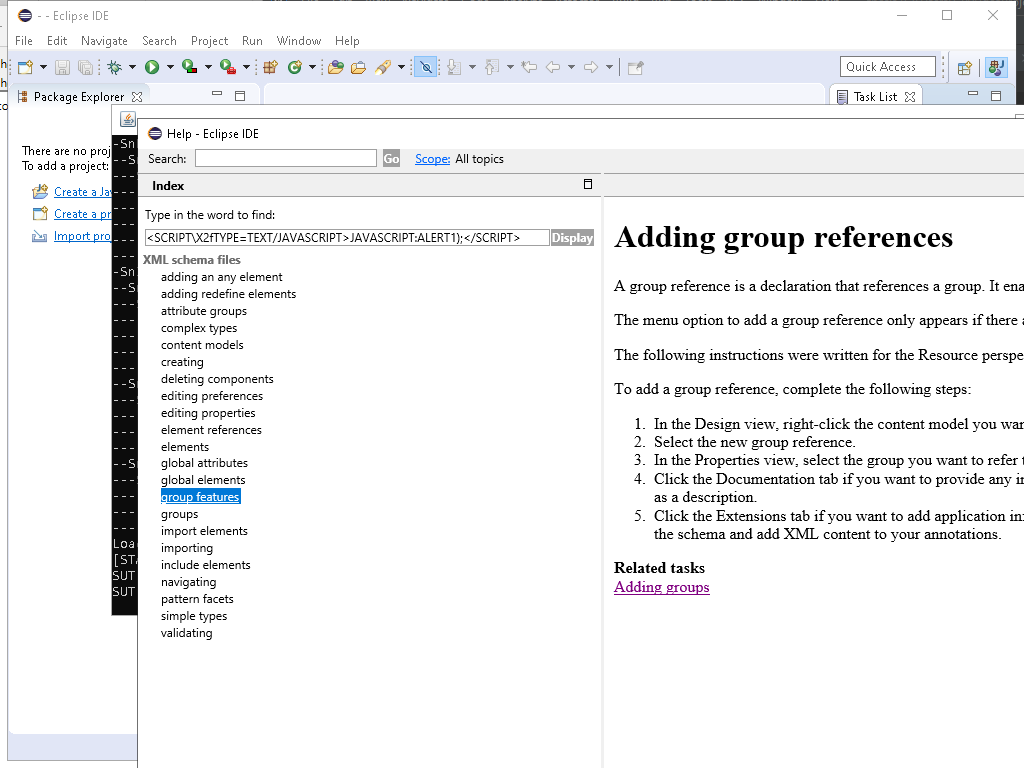 - - Eclipse IDE
File Edit Navigate Search Project Run Window Help
Quick Access
Package Explorer
Task List
There are no proj
To add a project:
Create a Ja
Create a pr
Import pro
Help - Eclipse IDE
Search: Go Scope: All topics
Index
Type in the word to find:
<SCRIPT\X2fTYPE=TEXT/JAVASCRIPT>JAVASCRIPT:ALERT1);</SCRIPT> Display
XML schema files
adding an any element
adding redefine elements
attribute groups
complex types
content models
creating
deleting components
editing preferences
editing properties
element references
elements
global attributes
global elements
group features
groups
import elements
importing
include elements
navigating
pattern facets
simple types
validating
Adding group references
A group reference is a declaration that references a group. It ena
The menu option to add a group reference only appears if there a
The following instructions were written for the Resource perspe
To add a group reference, complete the following steps:
1. In the Design view, right-click the content model you wan
2. Select the new group reference.
3. In the Properties view, select the group you want to refer t
4. Click the Documentation tab if you want to provide any in
as a description.
5. Click the Extensions tab if you want to add application in
the schema and add XML content to your annotations.
Related tasks
Adding groups
-Sn
--S
-Sn
--S
--S
--S
Loa
[ST
SUT
SUT